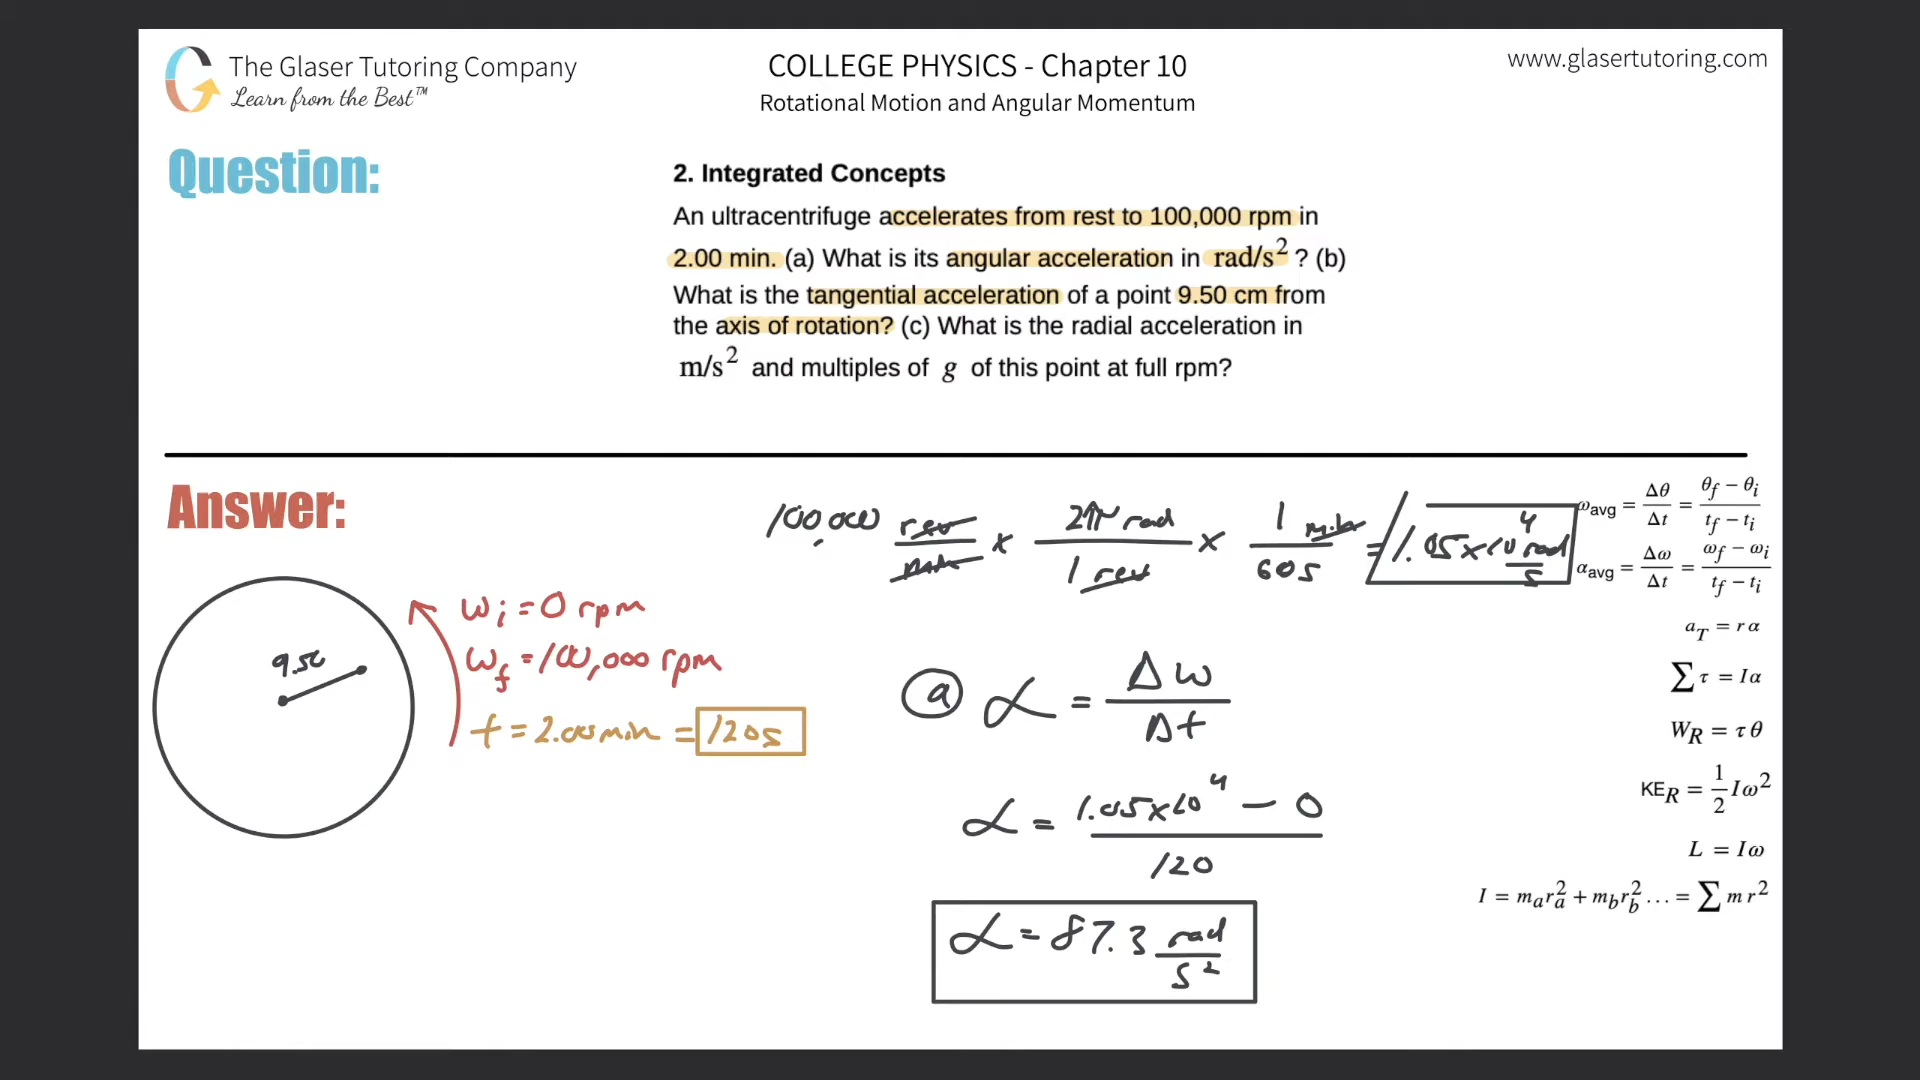 The Glaser Tutoring Company
Learn from the Best™
COLLEGE PHYSICS - Chapter 10
Rotational Motion and Angular Momentum
www.glasertutoring.com
Question:
2. Integrated Concepts
An ultracentrifuge accelerates from rest to 100,000 rpm in
2.00 min. (a) What is its angular acceleration in rad/s² ? (b)
What is the tangential acceleration of a point 9.50 cm from
the axis of rotation? (c) What is the radial acceleration in
m/s² and multiples of g of this point at full rpm?
Answer:
100,000 rev/min × 2π rad/1 rev × 1 min/60s = 1.05×10⁴ rad/s
9.50
ωi = 0 rpm
ωf = 100,000 rpm
t = 2.00 min = 120s
ⓐ α = Δω/Δt
α = 1.05×10⁴ − 0/120
α = 87.3 rad/s²
ωavg = Δθ/Δt = θf − θi/tf − ti
αavg = Δω/Δt = ωf − ωi/tf − ti
aT = rα
∑τ = Iα
WR = τθ
KER = 1/2 Iω²
L = Iω
I = mara² + mbrb² … = ∑mr²